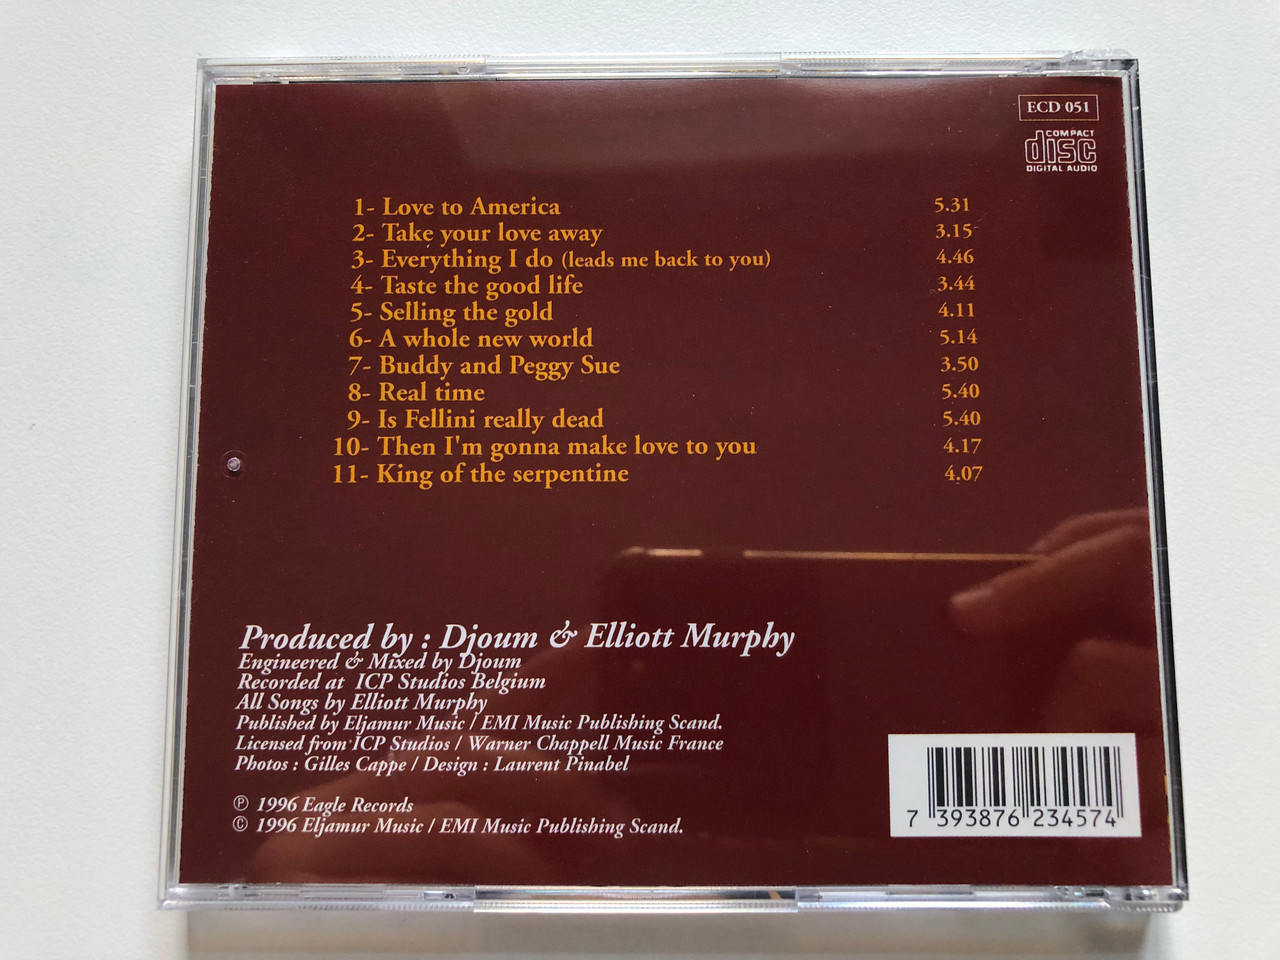 ECD 051
COMPACT
disc
DIGITAL AUDIO
1- Love to America 5.31
2- Take your love away 3.15
3- Everything I do (leads me back to you) 4.46
4- Taste the good life 3.44
5- Selling the gold 4.11
6- A whole new world 5.14
7- Buddy and Peggy Sue 3.50
8- Real time 5.40
9- Is Fellini really dead 5.40
10- Then I'm gonna make love to you 4.17
11- King of the serpentine 4.07
Produced by : Djoum & Elliott Murphy
Engineered & Mixed by Djoum
Recorded at ICP Studios Belgium
All Songs by Elliott Murphy
Published by Eljamur Music / EMI Music Publishing Scand.
Licensed from ICP Studios / Warner Chappell Music France
Photos : Gilles Cappe / Design : Laurent Pinabel
℗ 1996 Eagle Records
© 1996 Eljamur Music / EMI Music Publishing Scand.
7 393876 234574